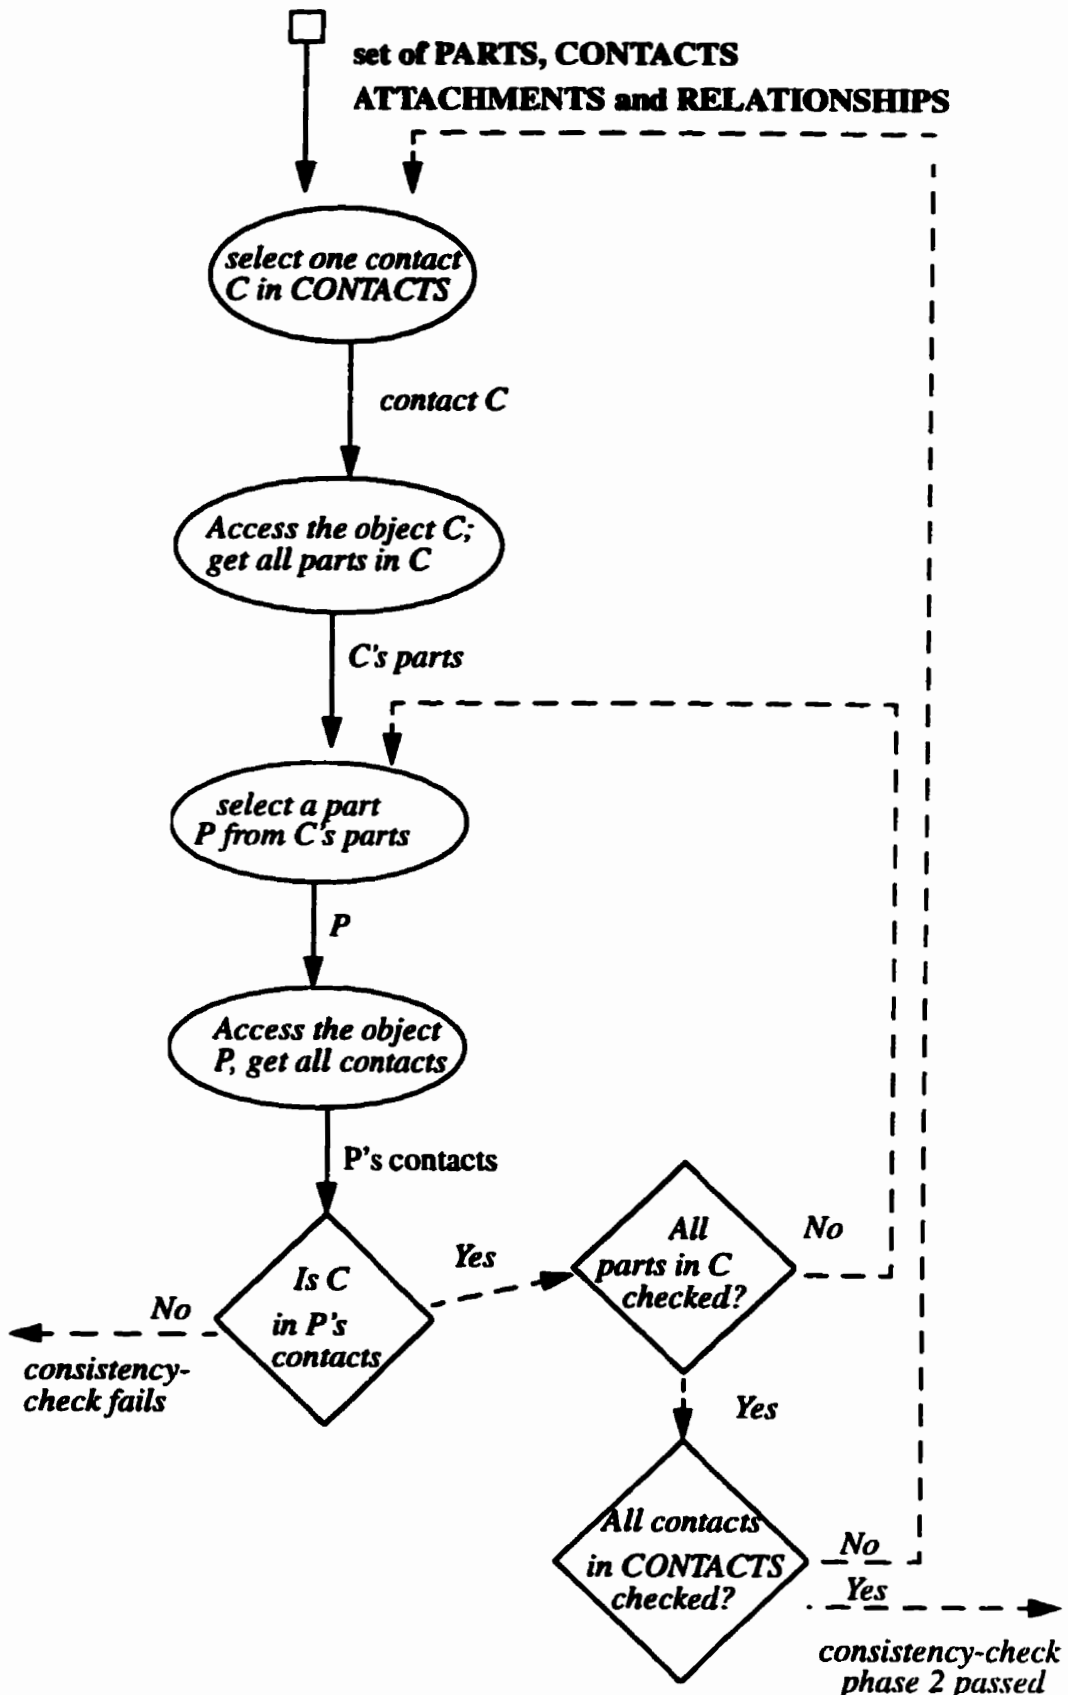 set of PARTS, CONTACTS
ATTACHMENTS and RELATIONSHIPS
select one contact
C in CONTACTS
contact C
Access the object C;
get all parts in C
C's parts
select a part
P from C's parts
P
Access the object
P, get all contacts
P's contacts
Is C
in P's
contacts
No
consistency-
check fails
Yes
All
parts in C
checked?
No
Yes
All contacts
in CONTACTS
checked?
No
Yes
consistency-check
phase 2 passed